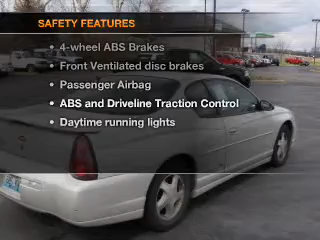 SAFETY FEATURES
• 4-wheel ABS Brakes
• Front Ventilated disc brakes
• Passenger Airbag
• ABS and Driveline Traction Control
• Daytime running lights